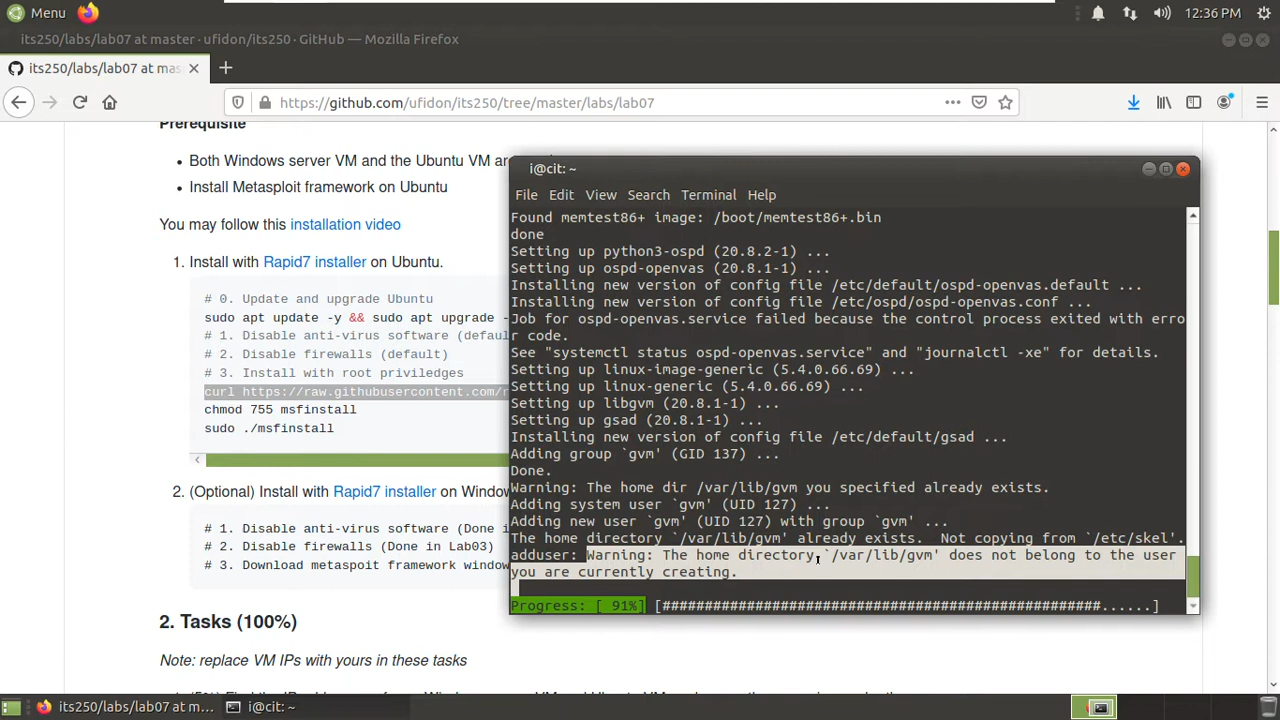 Menu
12:36 PM
its250/labs/lab07 at master · ufidon/its250 · GitHub — Mozilla Firefox
its250/labs/lab07 at mas
https://github.com/ufidon/its250/tree/master/labs/lab07
Prerequisite
Both Windows server VM and the Ubuntu VM ar
Install Metasploit framework on Ubuntu
You may follow this installation video
1. Install with Rapid7 installer on Ubuntu.
# 0. Update and upgrade Ubuntu
sudo apt update -y && sudo apt upgrade -
# 1. Disable anti-virus software (defaul
# 2. Disable firewalls (default)
# 3. Install with root priviledges
curl https://raw.githubusercontent.com/r
chmod 755 msfinstall
sudo ./msfinstall
2. (Optional) Install with Rapid7 installer on Window
# 1. Disable anti-virus software (Done i
# 2. Disable firewalls (Done in Lab03)
# 3. Download metaspoit framework window
2. Tasks (100%)
Note: replace VM IPs with yours in these tasks
i@cit: ~
File Edit View Search Terminal Help
Found memtest86+ image: /boot/memtest86+.bin
done
Setting up python3-ospd (20.8.2-1) ...
Setting up ospd-openvas (20.8.1-1) ...
Installing new version of config file /etc/default/ospd-openvas.default ...
Installing new version of config file /etc/ospd/ospd-openvas.conf ...
Job for ospd-openvas.service failed because the control process exited with erro
r code.
See "systemctl status ospd-openvas.service" and "journalctl -xe" for details.
Setting up linux-image-generic (5.4.0.66.69) ...
Setting up linux-generic (5.4.0.66.69) ...
Setting up libgvm (20.8.1-1) ...
Setting up gsad (20.8.1-1) ...
Installing new version of config file /etc/default/gsad ...
Adding group `gvm' (GID 137) ...
Done.
Warning: The home dir /var/lib/gvm you specified already exists.
Adding system user `gvm' (UID 127) ...
Adding new user `gvm' (UID 127) with group `gvm' ...
The home directory `/var/lib/gvm' already exists.  Not copying from `/etc/skel'.
adduser: Warning: The home directory `/var/lib/gvm' does not belong to the user
you are currently creating.
Progress: [ 91%] [####################################################......]
its250/labs/lab07 at m...
i@cit: ~